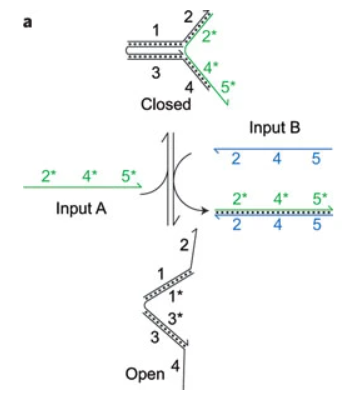 a
2
1
2*
3
4*
4
5*
Closed
Input B
2 4 5
2* 4* 5*
Input A
2* 4* 5*
2 4 5
2
1
1*
3*
3
4
Open